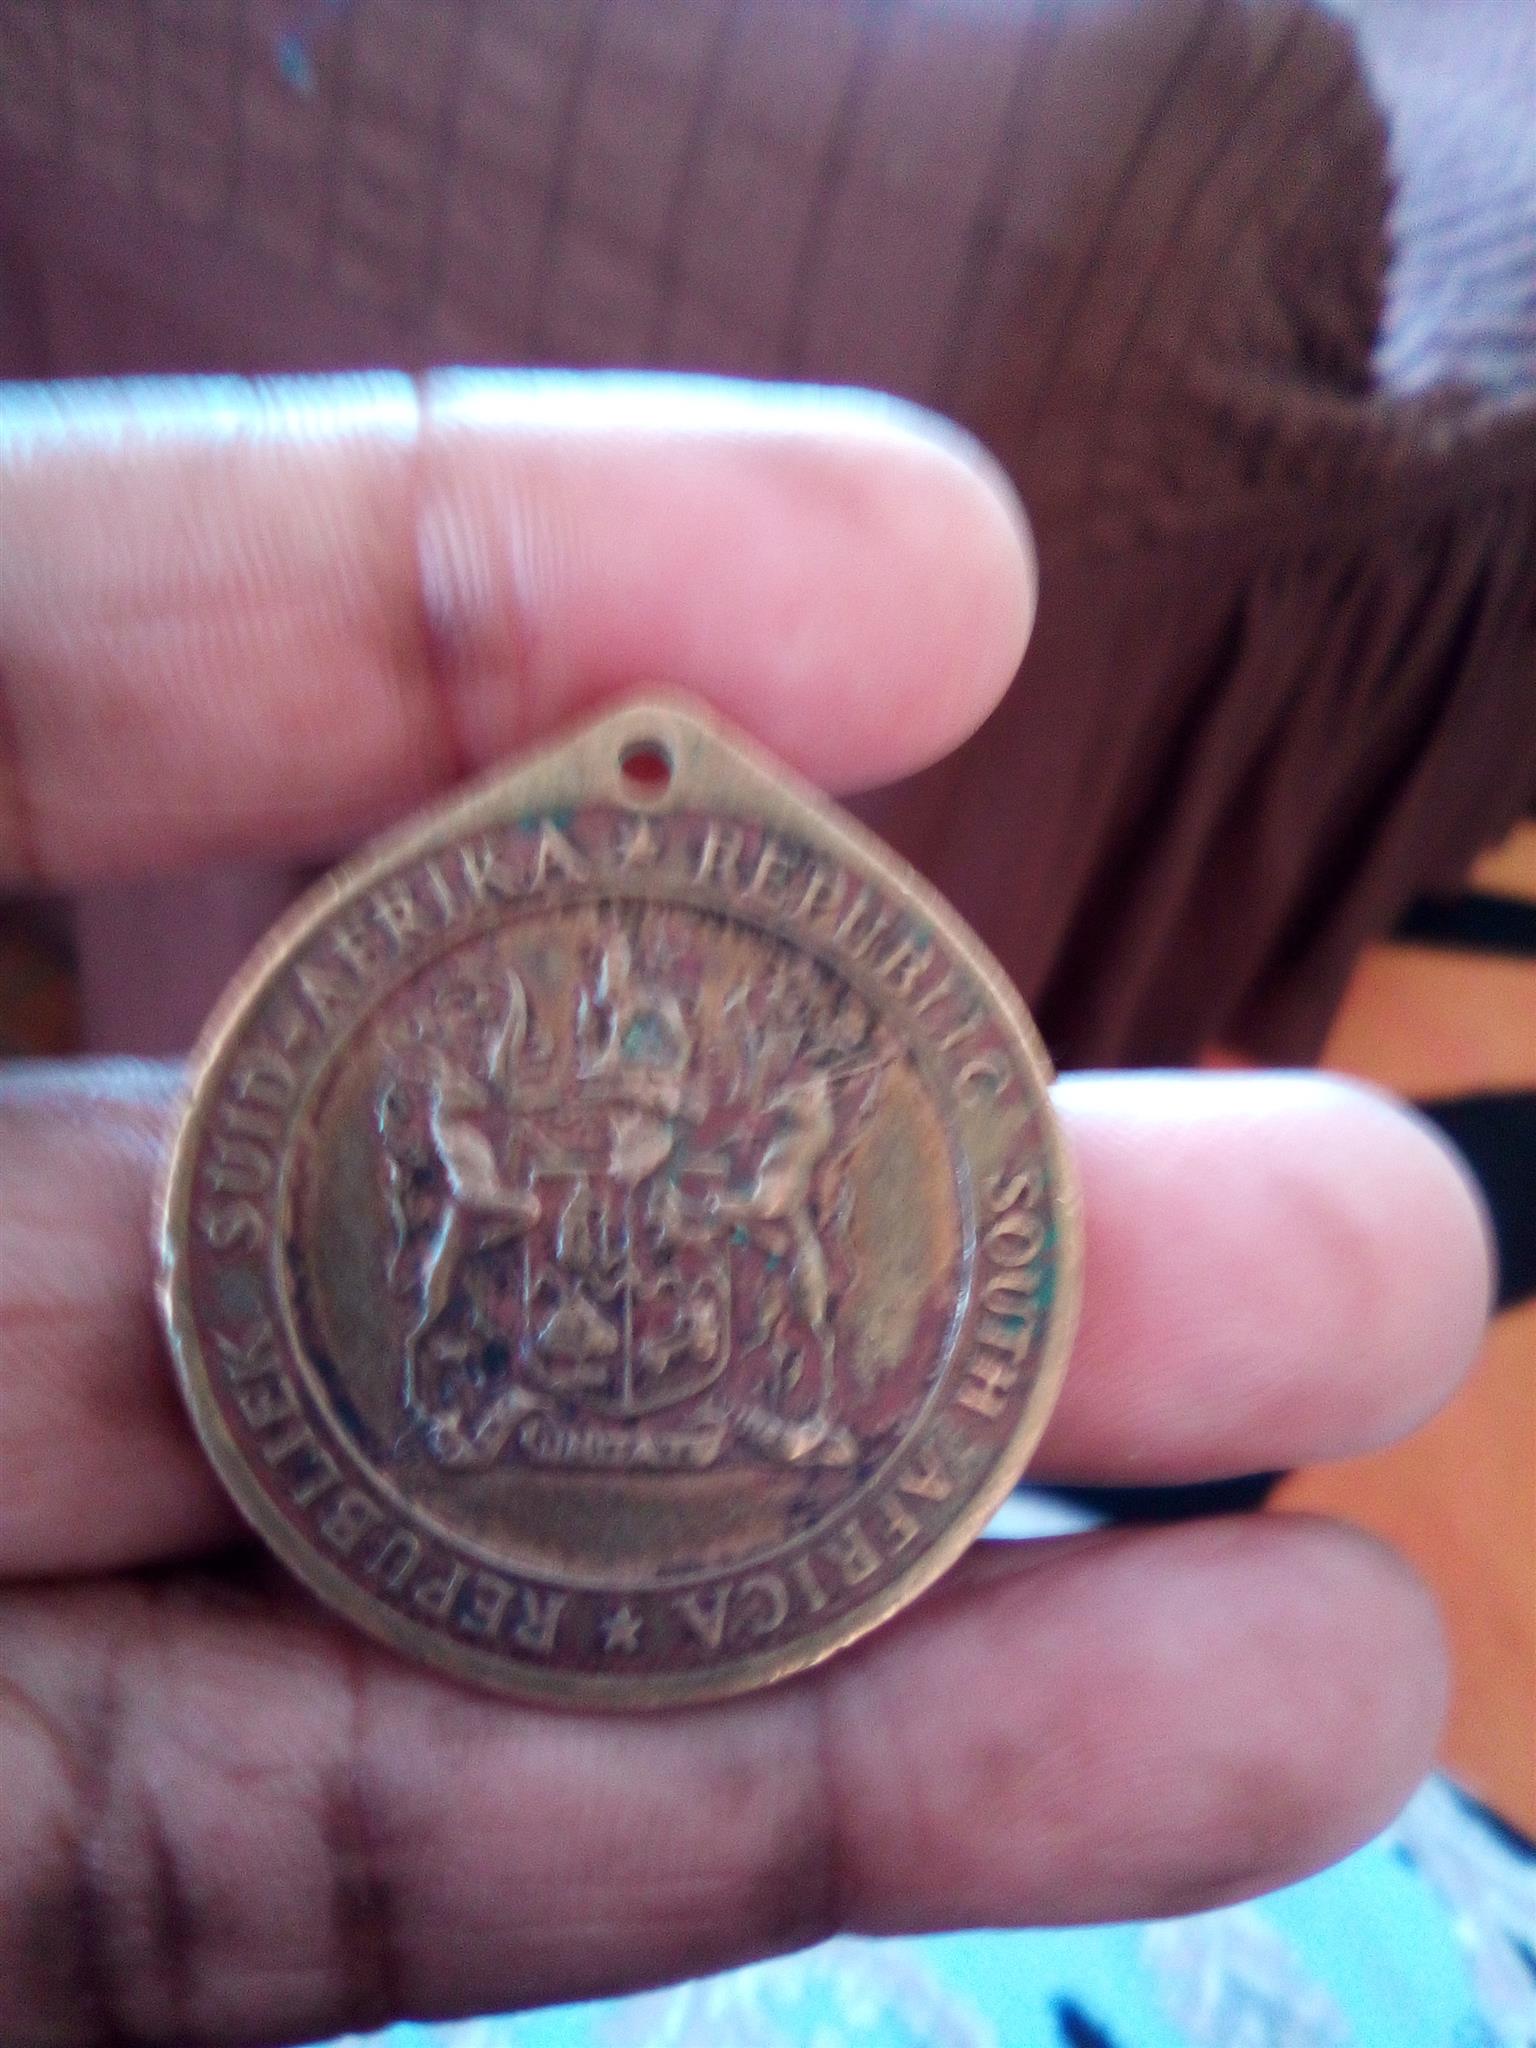 REPUBLIEK SUID-AFRIKA ★ REPUBLIC SOUTH AFRICA ★
UNITATE